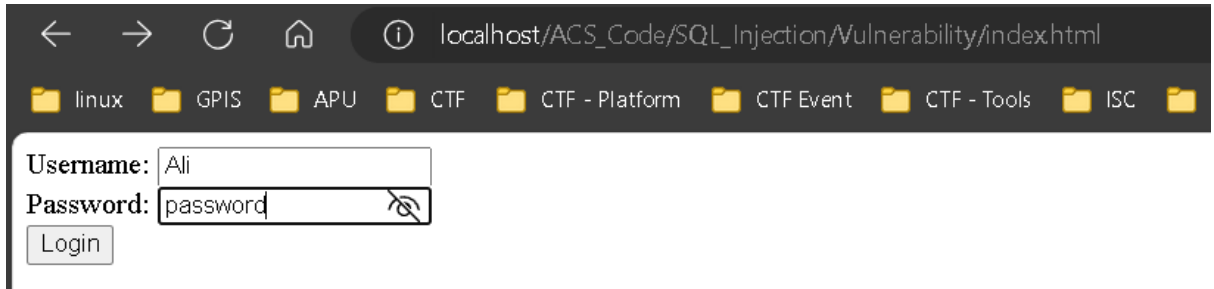 localhost/ACS_Code/SQL_Injection/Vulnerability/index.html
linux GPIS APU CTF CTF - Platform CTF Event CTF - Tools ISC
Username: Ali
Password: password
Login